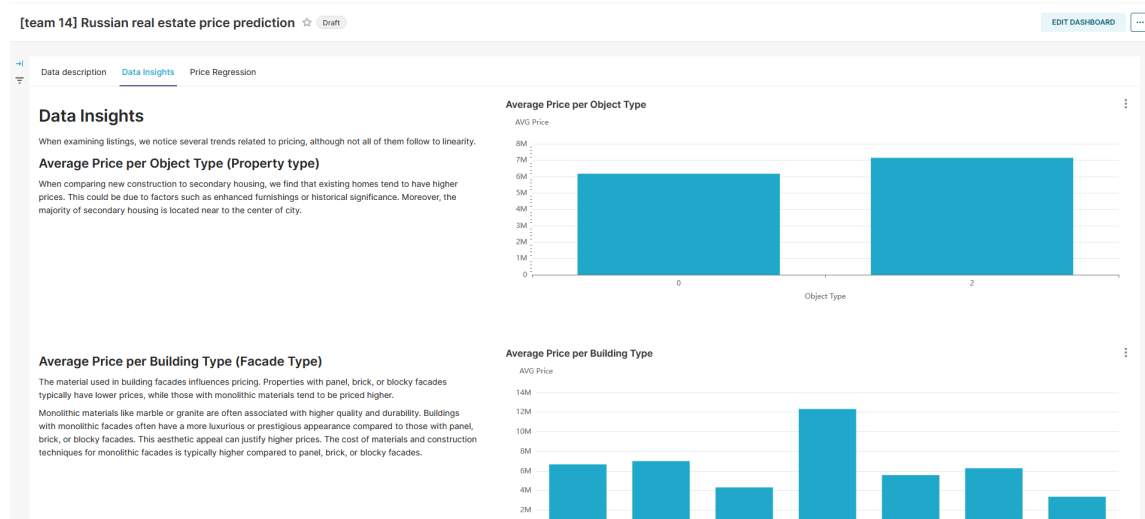 [team 14] Russian real estate price prediction ☆ Draft
EDIT DASHBOARD ...
Data description Data Insights Price Regression
Data Insights
When examining listings, we notice several trends related to pricing, although not all of them follow to linearity.
Average Price per Object Type (Property type)
When comparing new construction to secondary housing, we find that existing homes tend to have higher
prices. This could be due to factors such as enhanced furnishings or historical significance. Moreover, the
majority of secondary housing is located near to the center of city.
Average Price per Object Type
AVG Price
8M
7M
6M
5M
4M
3M
2M
1M
0
0 2
Object Type
Average Price per Building Type (Facade Type)
The material used in building facades influences pricing. Properties with panel, brick, or blocky facades
typically have lower prices, while those with monolithic materials tend to be priced higher.
Monolithic materials like marble or granite are often associated with higher quality and durability. Buildings
with monolithic facades often have a more luxurious or prestigious appearance compared to those with panel,
brick, or blocky facades. This aesthetic appeal can justify higher prices. The cost of materials and construction
techniques for monolithic facades is typically higher compared to panel, brick, or blocky facades.
Average Price per Building Type
AVG Price
14M
12M
10M
8M
6M
4M
2M